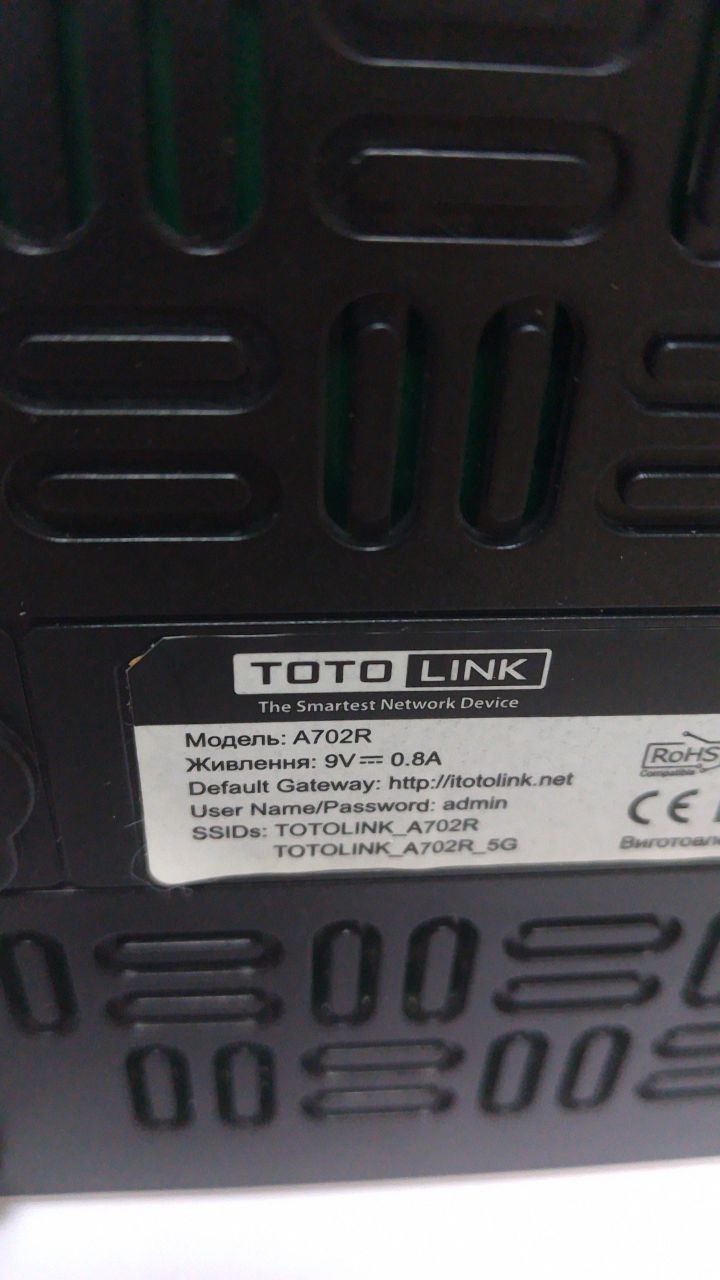 TOTO LINK
The Smartest Network Device
Модель: A702R
Живлення: 9V⎓0.8A
Default Gateway: http://itotolink.net
User Name/Password: admin
SSIDs: TOTOLINK_A702R
TOTOLINK_A702R_5G
RoHS
Compatible
CE